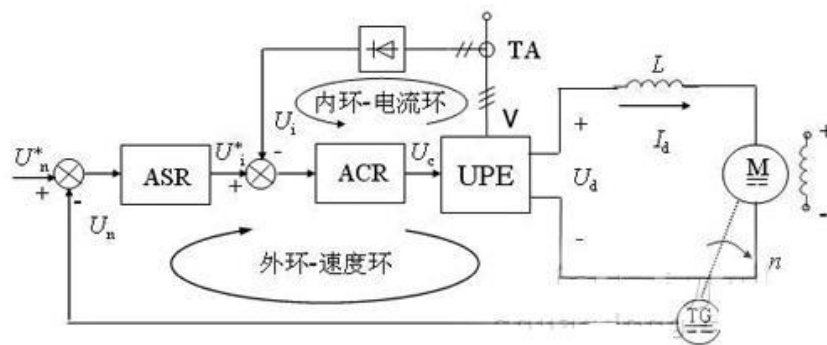 TA
L
内环-电流环
U_i
V
I_d
+
U*_n
+
-
U_n
ASR
U*_i
+
-
ACR
U_c
UPE
+
U_d
-
M
+
-
外环-速度环
n
TG